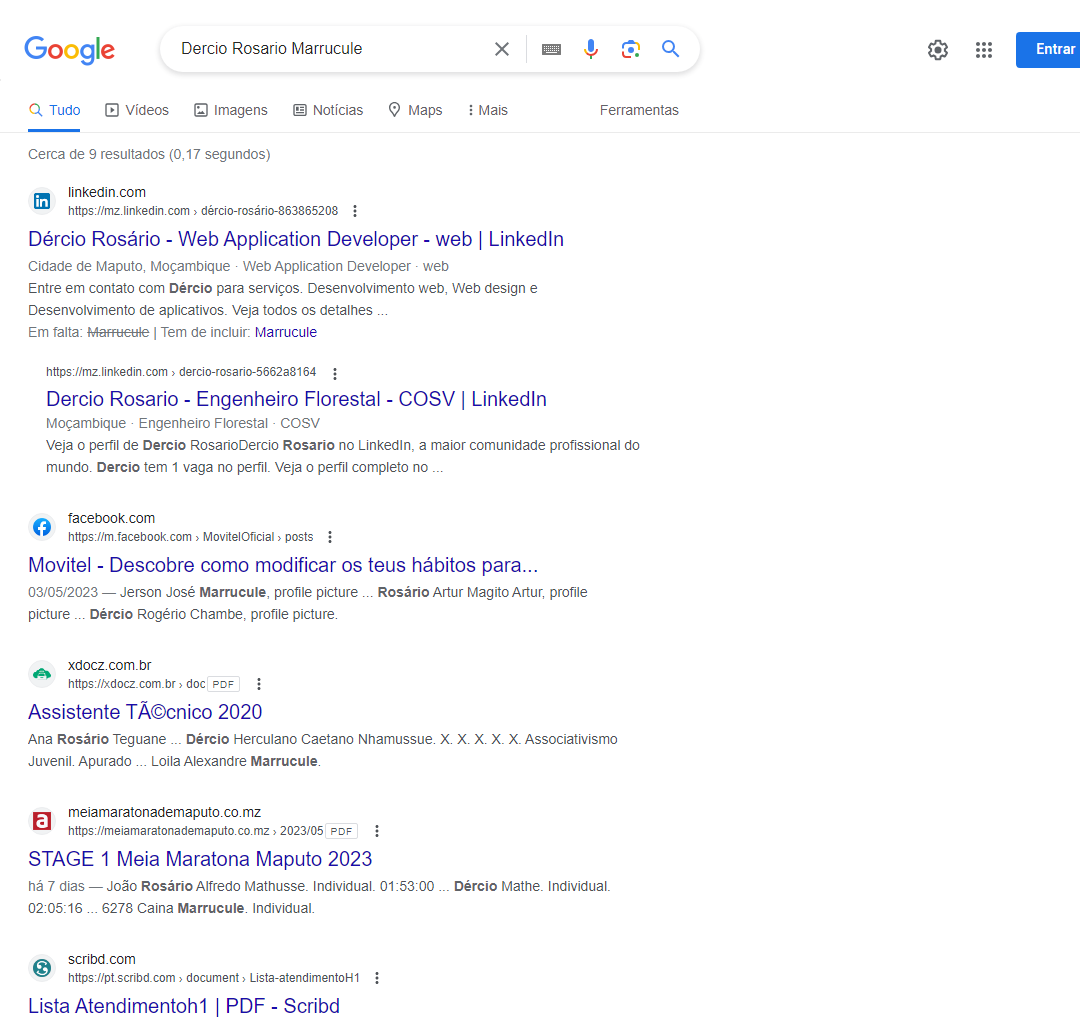 Google
Dercio Rosario Marrucule
Entrar
Tudo Vídeos Imagens Notícias Maps Mais Ferramentas
Cerca de 9 resultados (0,17 segundos)
linkedin.com
https://mz.linkedin.com › dércio-rosário-863865208
Dércio Rosário - Web Application Developer - web | LinkedIn
Cidade de Maputo, Moçambique · Web Application Developer · web
Entre em contato com Dércio para serviços. Desenvolvimento web, Web design e
Desenvolvimento de aplicativos. Veja todos os detalhes ...
Em falta: Marrucule | Tem de incluir: Marrucule
https://mz.linkedin.com › dercio-rosario-5662a8164
Dercio Rosario - Engenheiro Florestal - COSV | LinkedIn
Moçambique · Engenheiro Florestal · COSV
Veja o perfil de Dercio RosarioDercio Rosario no LinkedIn, a maior comunidade profissional do
mundo. Dercio tem 1 vaga no perfil. Veja o perfil completo no ...
facebook.com
https://m.facebook.com › MovitelOficial › posts
Movitel - Descobre como modificar os teus hábitos para...
03/05/2023 — Jerson José Marrucule, profile picture ... Rosário Artur Magito Artur, profile
picture ... Dércio Rogério Chambe, profile picture.
xdocz.com.br
https://xdocz.com.br › doc PDF
Assistente TÃ©cnico 2020
Ana Rosário Teguane ... Dércio Herculano Caetano Nhamussue. X. X. X. X. X. Associativismo
Juvenil. Apurado ... Loila Alexandre Marrucule.
meiamaratonademaputo.co.mz
https://meiamaratonademaputo.co.mz › 2023/05 PDF
STAGE 1 Meia Maratona Maputo 2023
há 7 dias — João Rosário Alfredo Mathusse. Individual. 01:53:00 ... Dércio Mathe. Individual.
02:05:16 ... 6278 Caina Marrucule. Individual.
scribd.com
https://pt.scribd.com › document › Lista-atendimentoH1
Lista Atendimentoh1 | PDF - Scribd